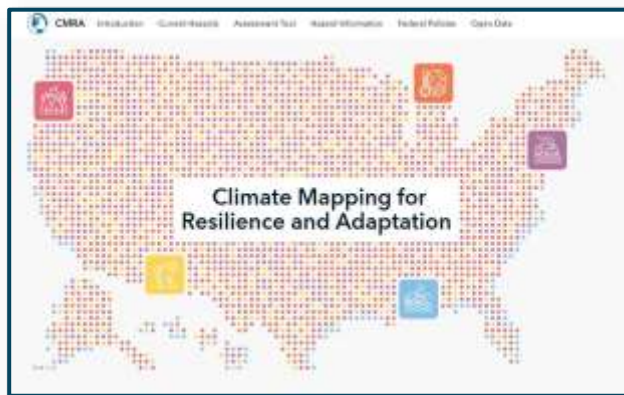 CMRA Introduction Current Hazards Assessment Tool Hazard Information Federal Policies Open Data
Climate Mapping for
Resilience and Adaptation